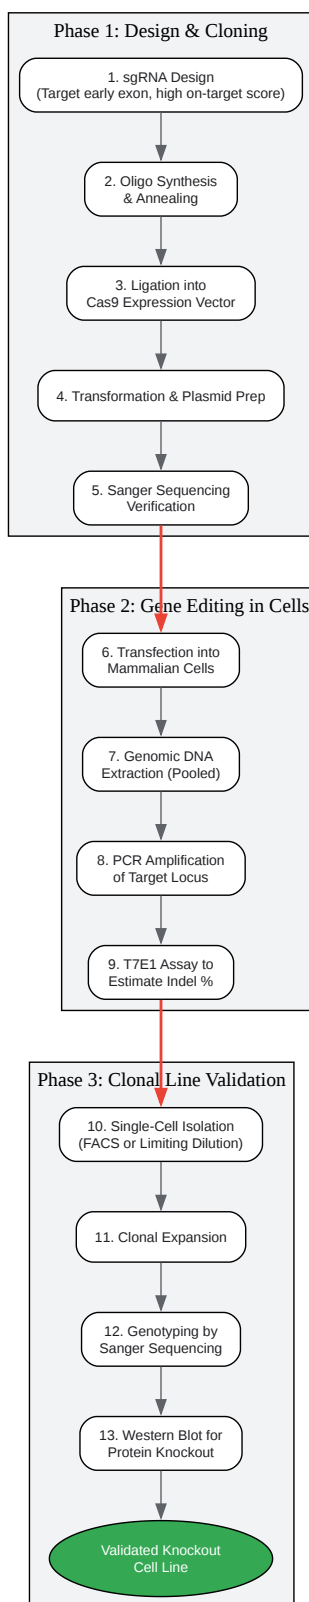 Phase 1: Design & Cloning
1. sgRNA Design
(Target early exon, high on-target score)
2. Oligo Synthesis
& Annealing
3. Ligation into
Cas9 Expression Vector
4. Transformation & Plasmid Prep
5. Sanger Sequencing
Verification
Phase 2: Gene Editing in Cells
6. Transfection into
Mammalian Cells
7. Genomic DNA
Extraction (Pooled)
8. PCR Amplification
of Target Locus
9. T7E1 Assay to
Estimate Indel %
Phase 3: Clonal Line Validation
10. Single-Cell Isolation
(FACS or Limiting Dilution)
11. Clonal Expansion
12. Genotyping by
Sanger Sequencing
13. Western Blot for
Protein Knockout
Validated Knockout
Cell Line